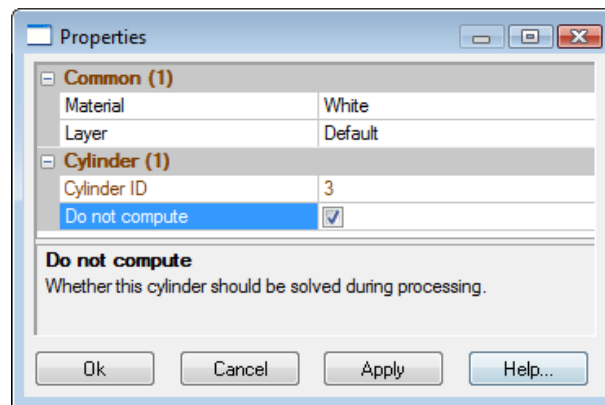 Properties
Common (1)
Material White
Layer Default
Cylinder (1)
Cylinder ID 3
Do not compute
Do not compute
Whether this cylinder should be solved during processing.
Ok Cancel Apply Help...